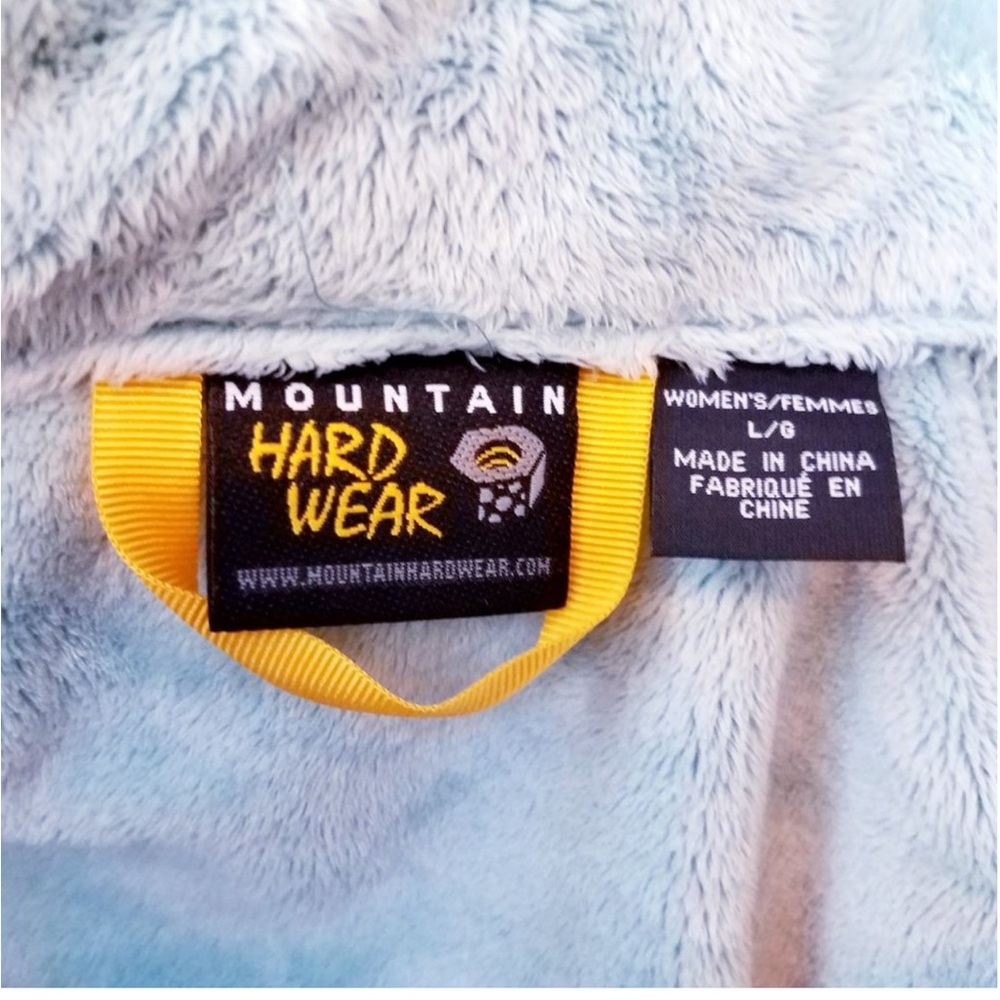 MOUNTAIN
HARD
WEAR
WWW.MOUNTAINHARDWEAR.COM
WOMEN'S/FEMMES
L/G
MADE IN CHINA
FABRIQUÉ EN
CHINE